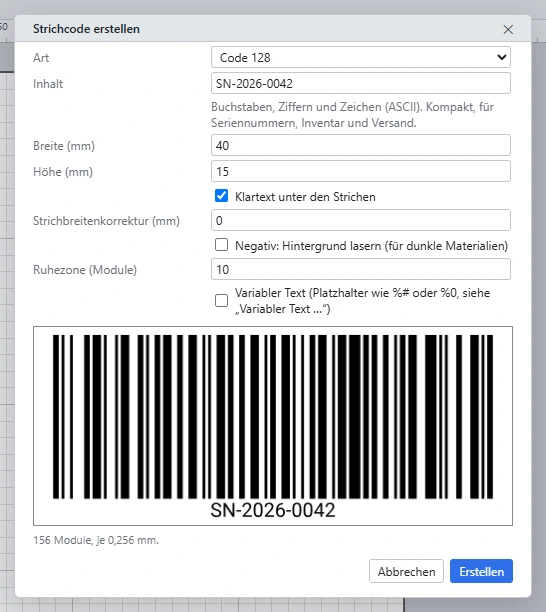 50
Strichcode erstellen
Art
Code 128
Inhalt
SN-2026-0042
Buchstaben, Ziffern und Zeichen (ASCII). Kompakt, für
Seriennummern, Inventar und Versand.
Breite (mm)
40
Höhe (mm)
15
Klartext unter den Strichen
Strichbreitenkorrektur (mm)
0
Negativ: Hintergrund lasern (für dunkle Materialien)
Ruhezone (Module)
10
Variabler Text (Platzhalter wie %# oder %0, siehe
„Variabler Text ...“)
SN-2026-0042
156 Module, je 0,256 mm.
Abbrechen
Erstellen